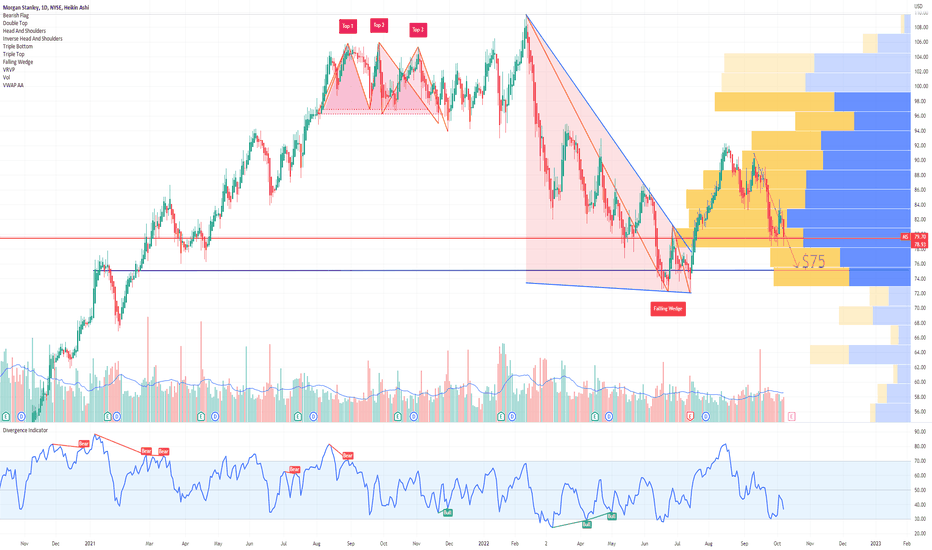 Morgan Stanley, 1D, NYSE, Heikin Ashi
Bearish Flag
Double Top
Head And Shoulders
Inverse Head And Shoulders
Triple Bottom
Triple Top
Falling Wedge
VRVP
Vol
VWAP AA
Top 1
Top 2
Top 3
Falling Wedge
$75
USD
110.00
108.00
106.00
104.00
102.00
100.00
98.00
96.00
94.00
92.00
90.00
88.00
86.00
84.00
82.00
79.70
78.93
76.00
74.00
72.00
70.00
68.00
66.00
64.00
62.00
60.00
58.00
56.00
E D E D E D E D E D E D E D E D E
Divergence Indicator
Bear
Bear
Bear
Bear
Bear
Bull
Bull
Bull
90.00
80.00
70.00
60.00
50.00
40.00
30.00
20.00
Nov Dec 2021 Mar Apr May Jun Jul Aug Sep Oct Nov Dec 2022 2 Apr May Jun Jul Aug Sep Oct Nov Dec 2023 Feb